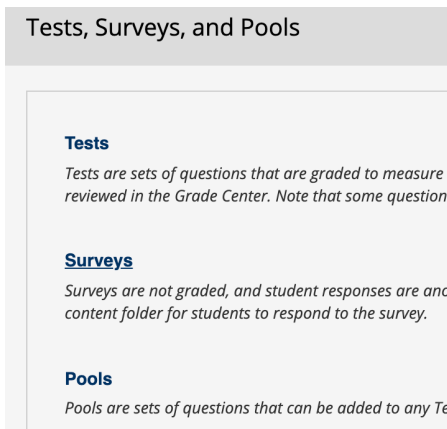 Tests, Surveys, and Pools
Tests
Tests are sets of questions that are graded to measure
reviewed in the Grade Center. Note that some question
Surveys
Surveys are not graded, and student responses are
content folder for students to respond to the survey.
Pools
Pools are sets of questions that can be added to any